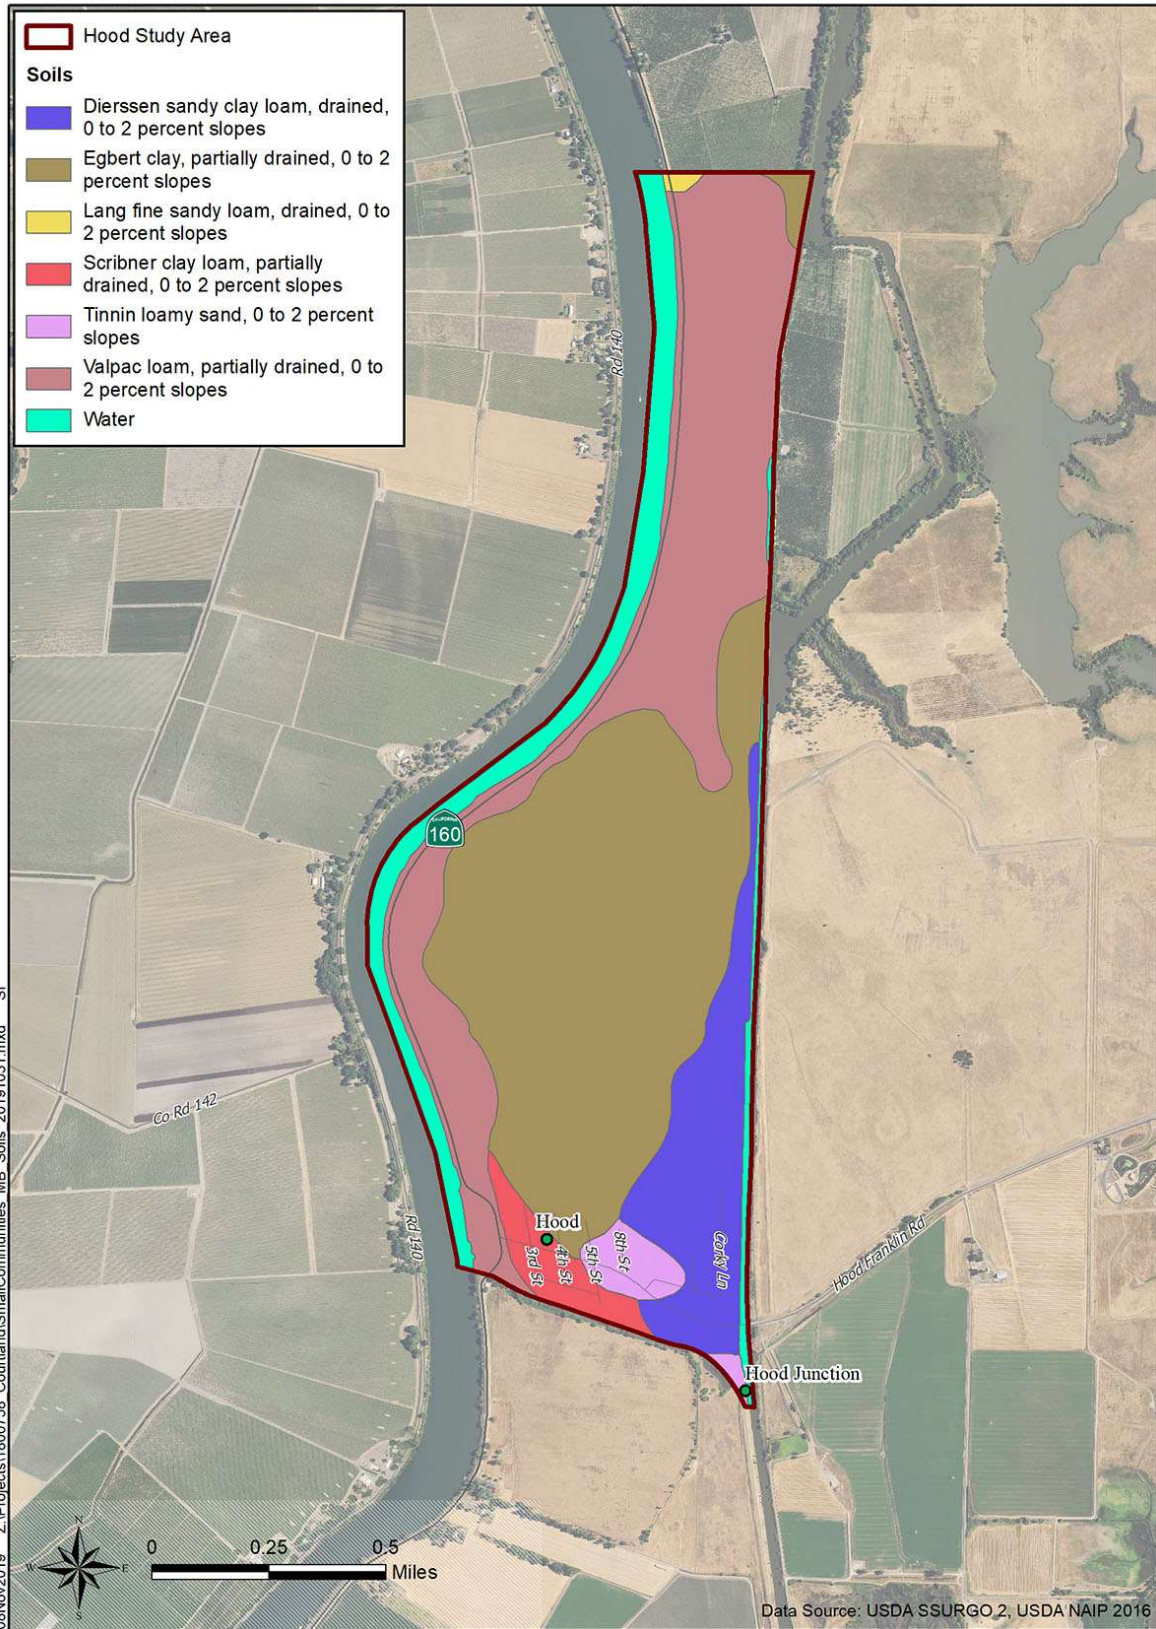 Hood Study Area
Soils
Dierssen sandy clay loam, drained,
0 to 2 percent slopes
Egbert clay, partially drained, 0 to 2
percent slopes
Lang fine sandy loam, drained, 0 to
2 percent slopes
Scribner clay loam, partially
drained, 0 to 2 percent slopes
Tinnin loamy sand, 0 to 2 percent
slopes
Valpac loam, partially drained, 0 to
2 percent slopes
Water
Rd 140
CALIFORNIA
160
Co Rd 142
Rd 140
Hood
3rd St
4th St
5th St
8th St
Corky Ln
Hood Franklin Rd
Hood Junction
N
W
E
S
0
0.25
0.5
Miles
Data Source: USDA SSURGO 2, USDA NAIP 2016